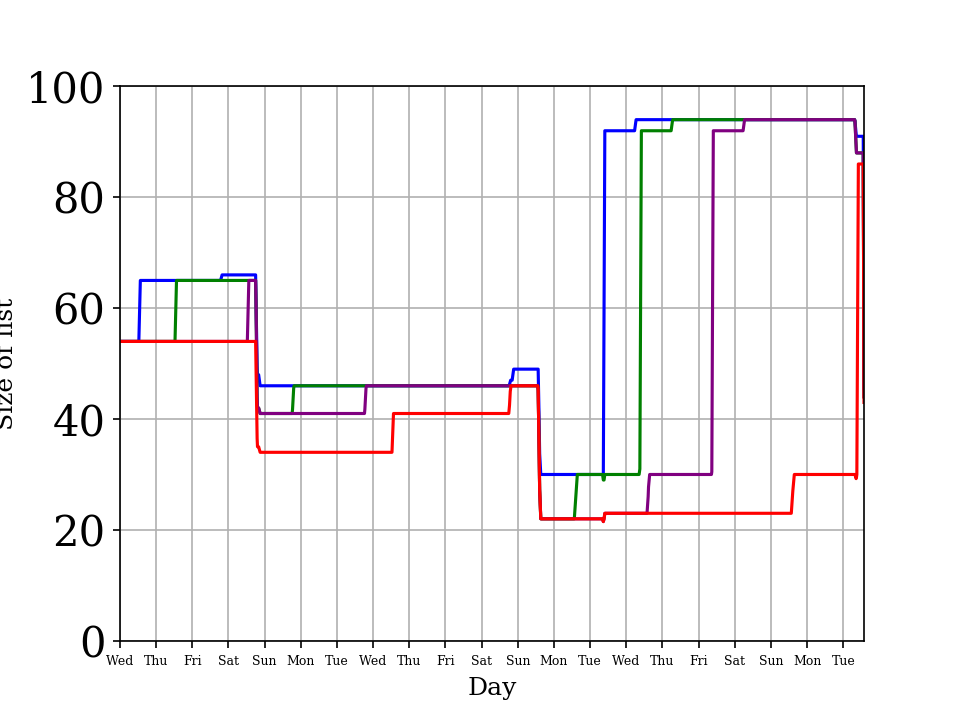 100
80
60
40
20
0
Size of list
Wed Thu Fri Sat Sun Mon Tue Wed Thu Fri Sat Sun Mon Tue Wed Thu Fri Sat Sun Mon Tue
Day